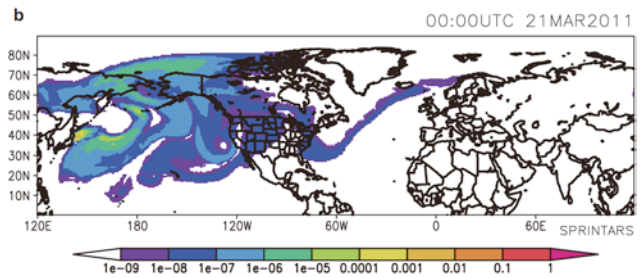 b
00:00UTC 21MAR2011
80N
70N
60N
50N
40N
30N
20N
10N
120E 180 120W 60W 0 60E
SPRINTARS
1e-09 1e-08 1e-07 1e-06 1e-05 0.0001 0.001 0.01 0.1 1